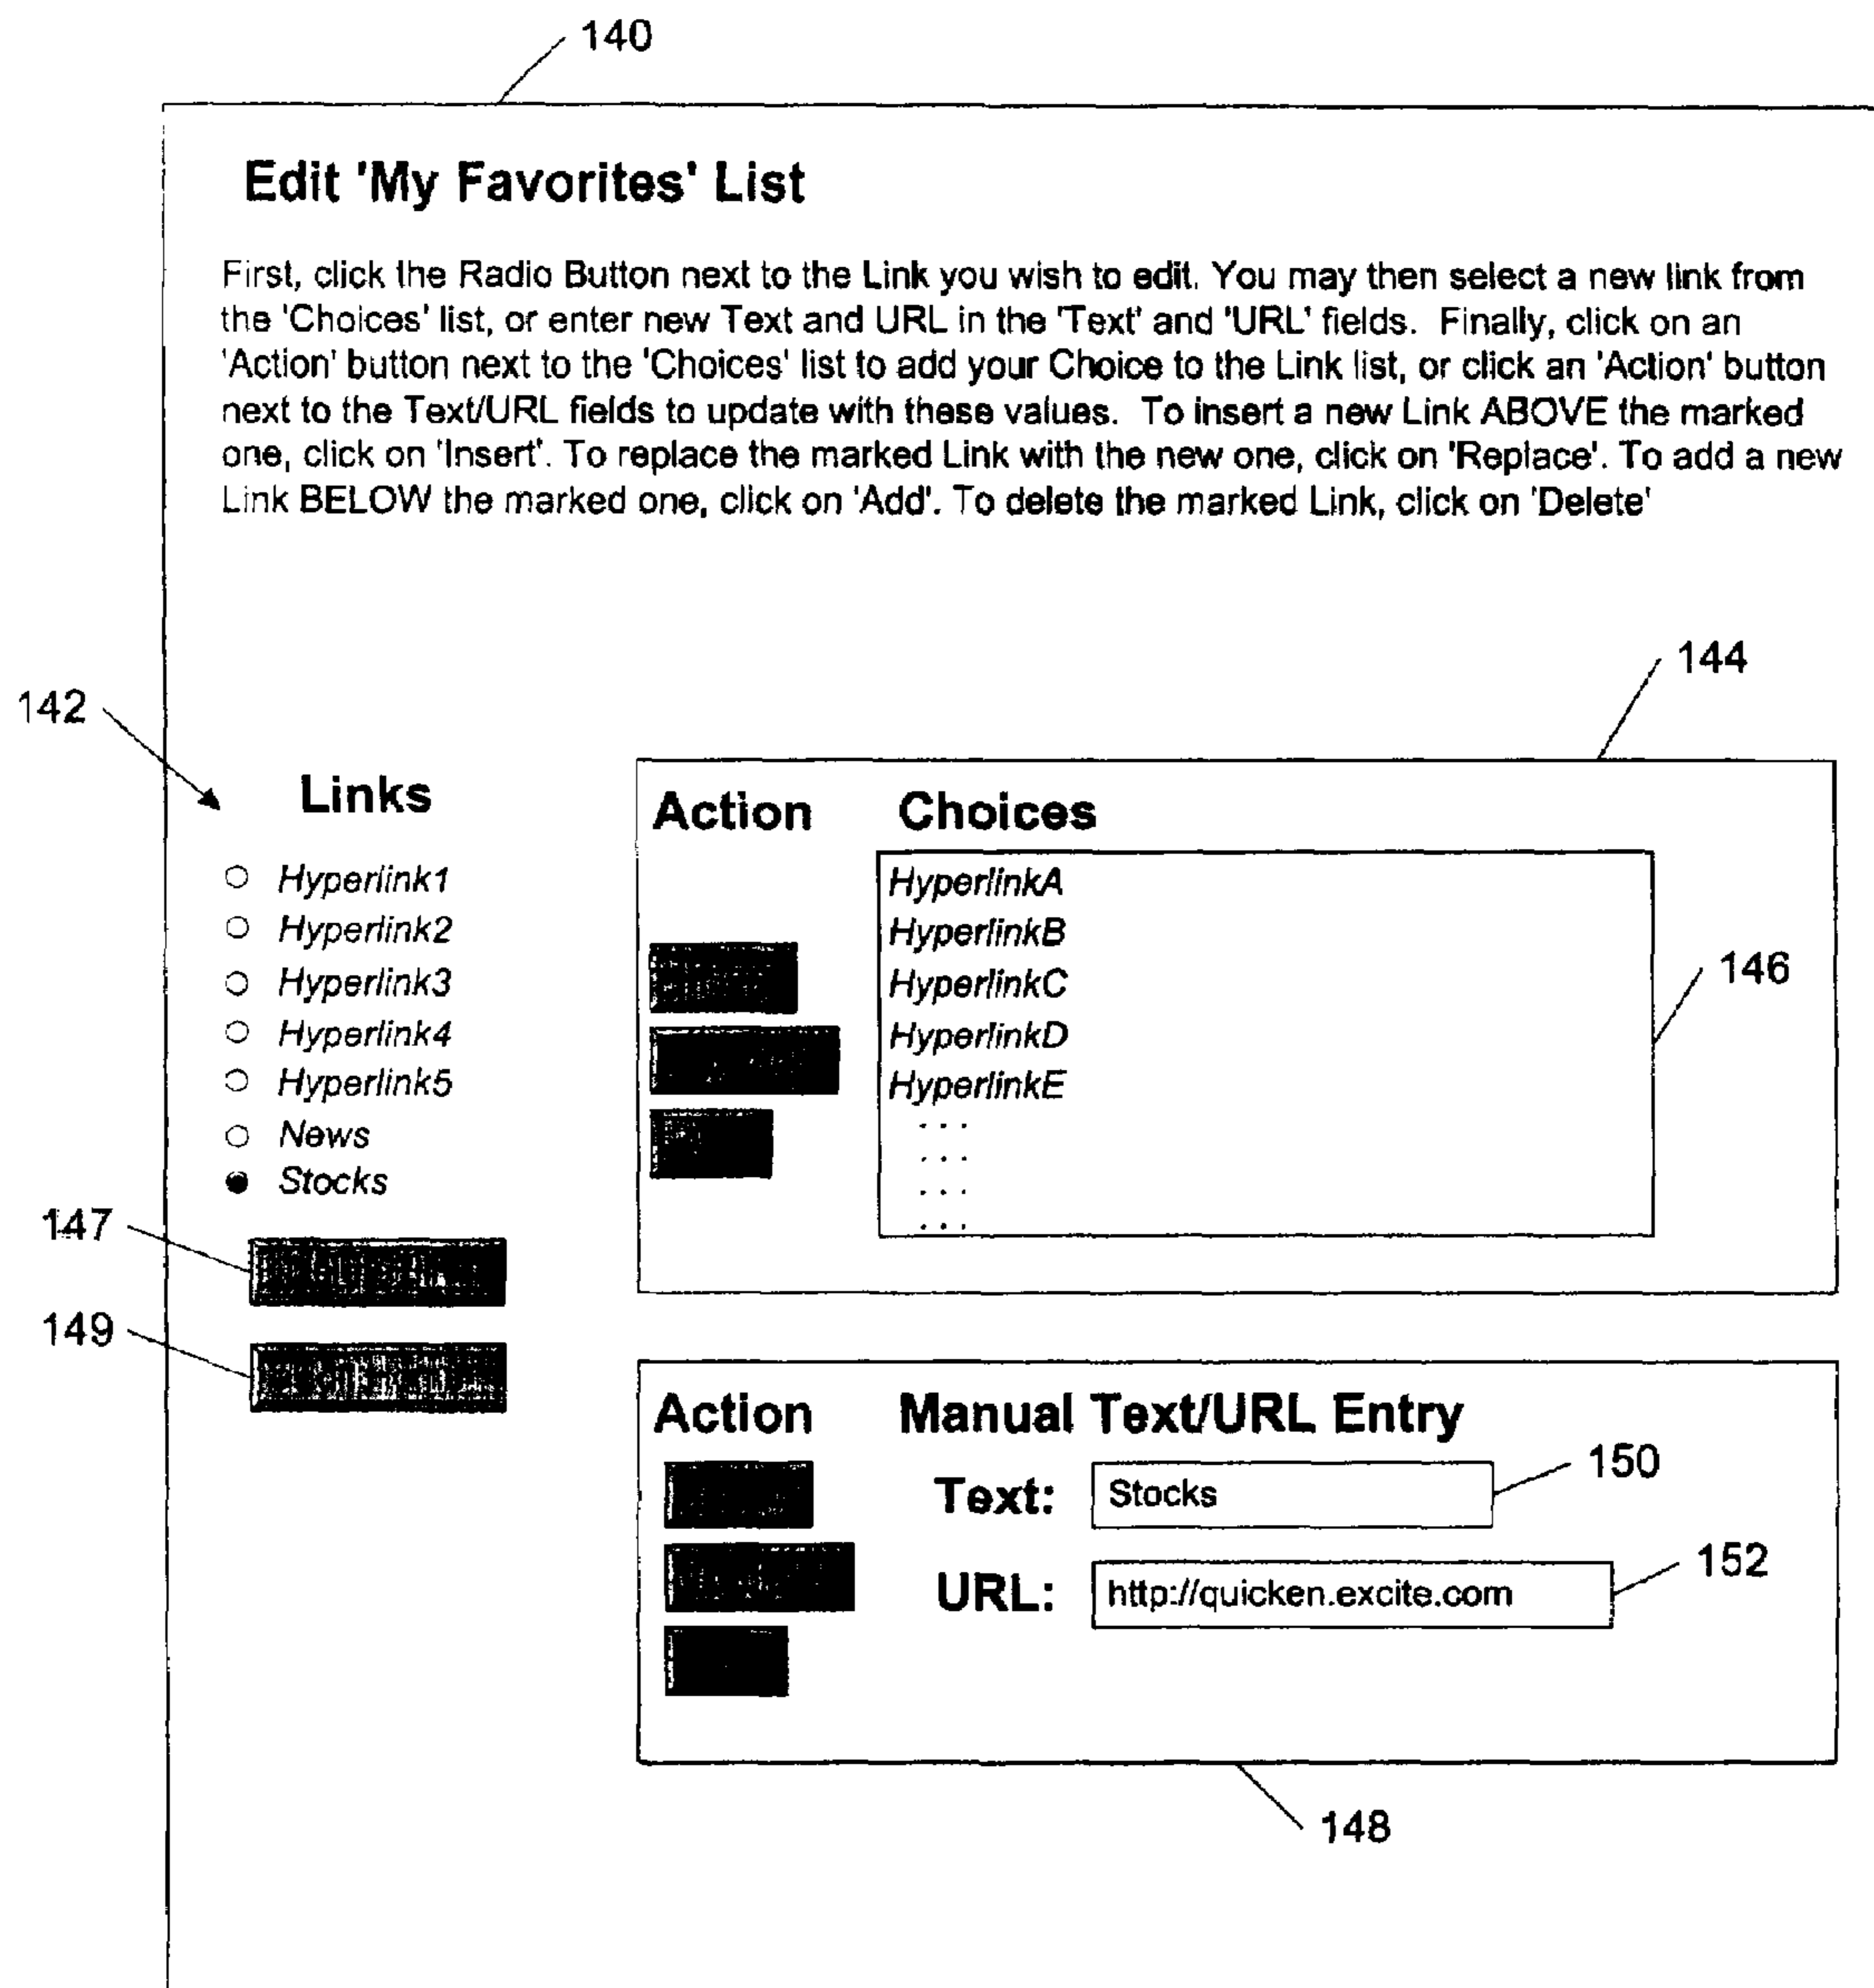 140
Edit 'My Favorites' List
First, click the Radio Button next to the Link you wish to edit. You may then select a new link from
the 'Choices' list, or enter new Text and URL in the 'Text' and 'URL' fields. Finally, click on an
'Action' button next to the 'Choices' list to add your Choice to the Link list, or click an 'Action' button
next to the Text/URL fields to update with these values. To insert a new Link ABOVE the marked
one, click on 'Insert'. To replace the marked Link with the new one, click on 'Replace'. To add a new
Link BELOW the marked one, click on 'Add'. To delete the marked Link, click on 'Delete'
144
142
Links
Hyperlink1
Hyperlink2
Hyperlink3
Hyperlink4
Hyperlink5
News
Stocks
147
149
Action Choices
HyperlinkA
HyperlinkB
HyperlinkC
HyperlinkD
HyperlinkE
. . .
. . .
. . .
. . .
146
Action Manual Text/URL Entry
Text: Stocks
150
URL: http://quicken.excite.com
152
148